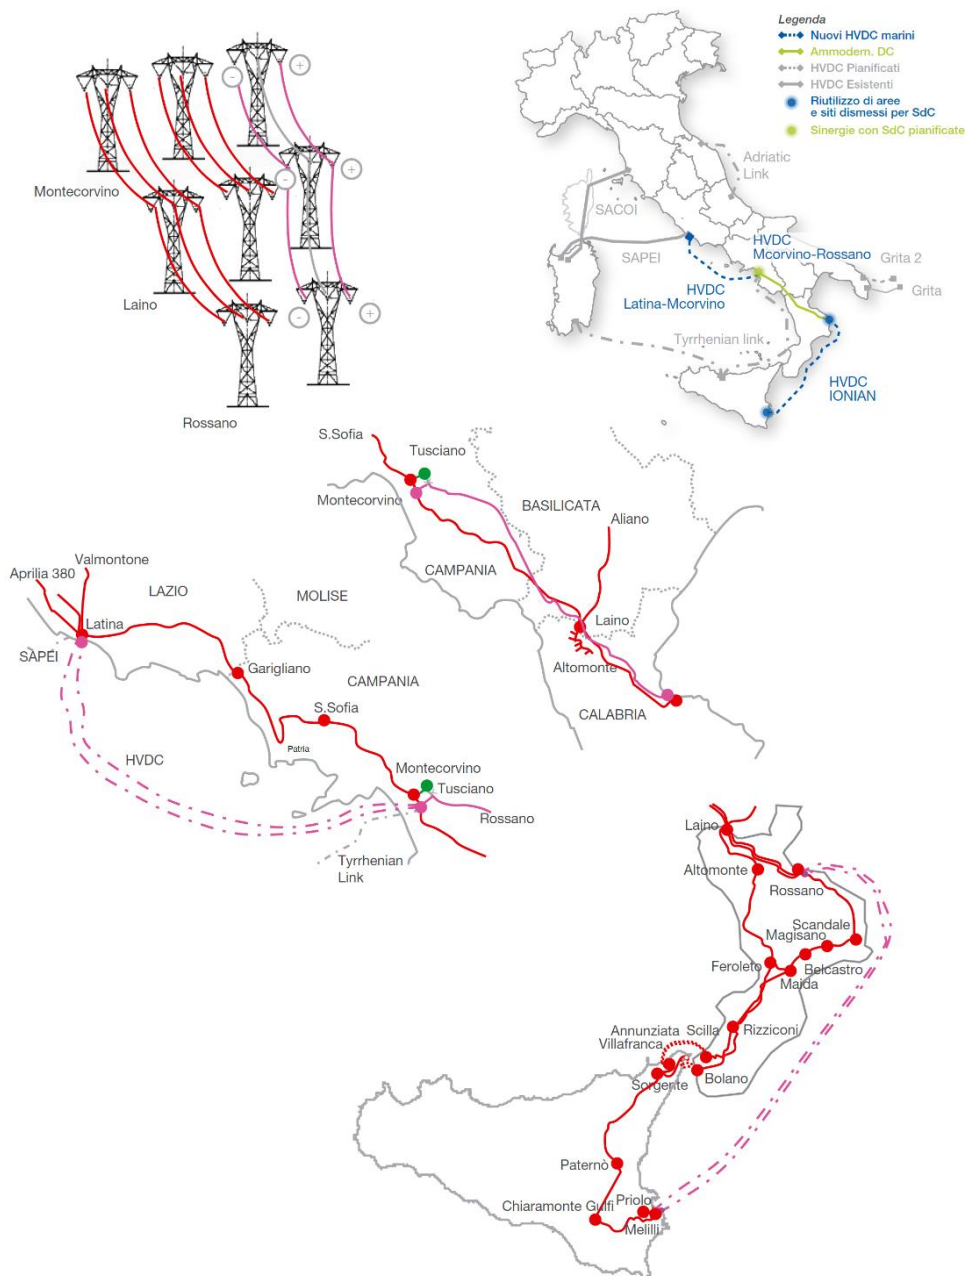 Legenda
Nuovi HVDC marini
Ammodern. DC
HVDC Pianificati
HVDC Esistenti
Riutilizzo di aree
e siti dismessi per SdC
Sinergie con SdC pianificate
-
+
-
+
-
+
Montecorvino
Laino
Rossano
Adriatic
Link
SACOI
SAPEI
HVDC
Mcorvino-Rossano
Grita 2
Grita
HVDC
Latina-Mcorvino
Tyrrhenian link
HVDC
IONIAN
S.Sofia
Tusciano
Montecorvino
BASILICATA
Aliano
CAMPANIA
Laino
Altomonte
CALABRIA
Valmontone
Aprilia 380
LAZIO
MOLISE
Latina
SAPEI
Garigliano
CAMPANIA
S.Sofia
Patria
HVDC
Montecorvino
Tusciano
Rossano
Tyrrhenian
Link
Laino
Altomonte
Rossano
Scandale
Magisano
Feroleto
Belcastro
Maida
Annunziata
Scilla
Rizziconi
Villafranca
Sorgente
Bolano
Paternò
Chiaramonte Gulfi
Priolo
Melilli